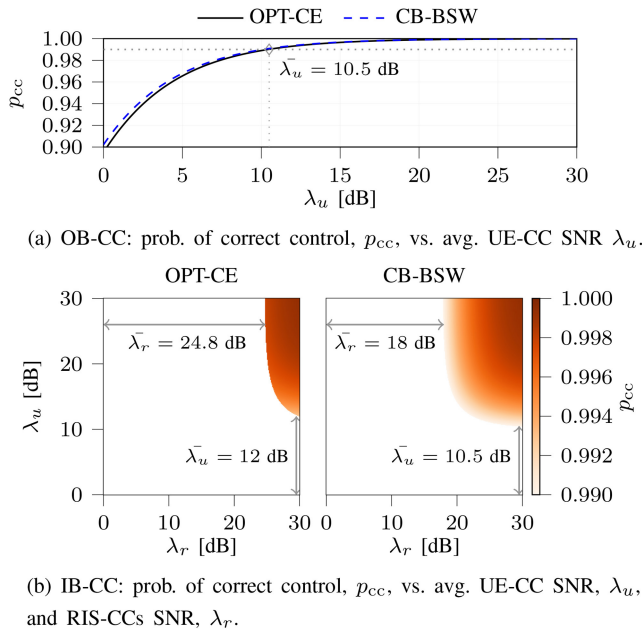 OPT-CE CB-BSW
1.00
0.98
0.96
0.94
0.92
0.90
p_cc
λ̄_u = 10.5 dB
0 5 10 15 20 25 30
λ_u [dB]
(a) OB-CC: prob. of correct control, p_cc, vs. avg. UE-CC SNR λ_u.
OPT-CE CB-BSW
30
20
10
0
λ_u [dB]
λ̄_r = 24.8 dB
λ̄_u = 12 dB
0 10 20 30
λ_r [dB]
λ̄_r = 18 dB
λ̄_u = 10.5 dB
0 10 20 30
λ_r [dB]
1.000
0.998
0.996
0.994
0.992
0.990
p_cc
(b) IB-CC: prob. of correct control, p_cc, vs. avg. UE-CC SNR, λ_u,
and RIS-CCs SNR, λ_r.